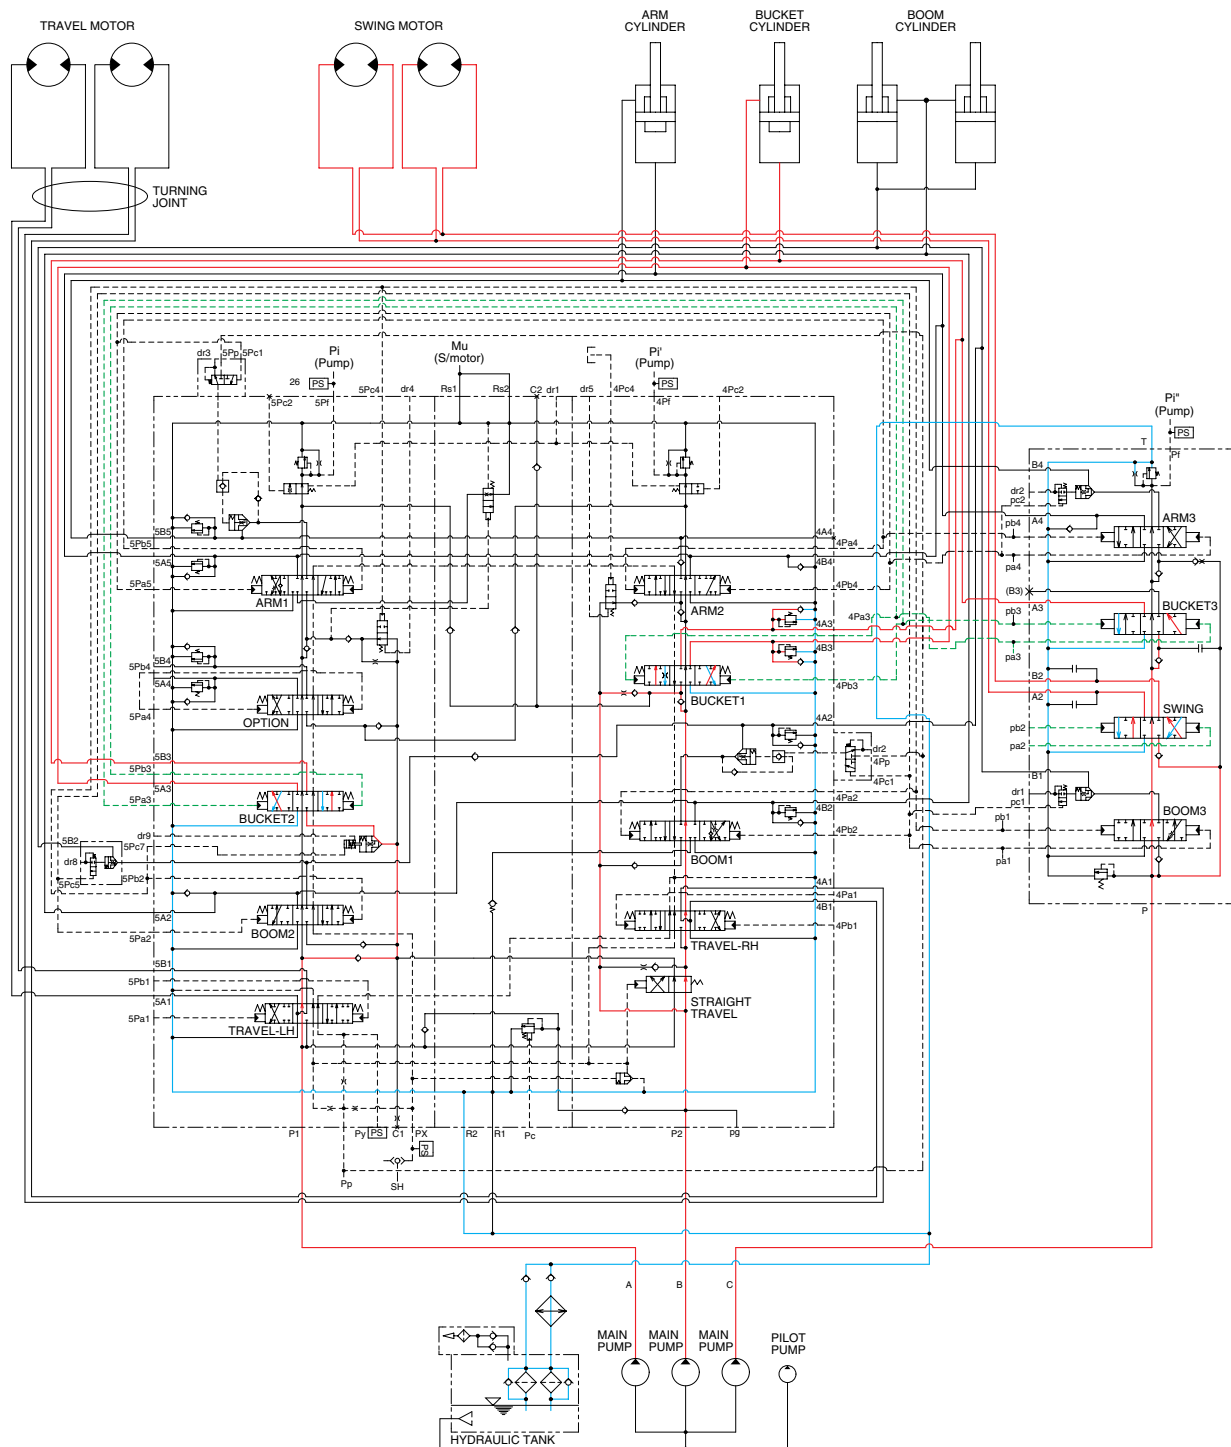 TRAVEL MOTOR
SWING MOTOR
ARM
CYLINDER
BUCKET
CYLINDER
BOOM
CYLINDER
TURNING
JOINT
dr3
5Pp
5Pc1
Pi
(Pump)
26
PS
5Pf
5Pc2
5Pc4
dr4
Mu
(S/motor)
Rs1
Rs2
C2
dr1
dr5
4Pc4
Pi'
(Pump)
PS
4Pf
4Pc2
Pi"
(Pump)
PS
T
Pf
B4
dr2
pc2
pb4
A4
ARM3
pa4
(B3)
A3
pb3
BUCKET3
pa3
B2
A2
SWING
pb2
pa2
B1
dr1
pc1
pb1
BOOM3
pa1
P
5B5
5Pb5
5A5
5Pa5
ARM1
4A4
4Pa4
4B4
4Pb4
ARM2
4Pa3
4A3
4B3
4Pb3
BUCKET1
5B4
5Pb4
5A4
5Pa4
OPTION
4A2
dr2
4Pp
4Pc1
5B3
5Pb3
5A3
5Pa3
BUCKET2
4Pa2
4B2
4Pb2
BOOM1
dr9
5B2
5Pc7
dr8
5Pc5
5Pb2
5A2
5Pa2
BOOM2
4A1
4Pa1
4B1
4Pb1
TRAVEL-RH
5B1
5Pb1
5A1
5Pa1
TRAVEL-LH
STRAIGHT
TRAVEL
P1
Py
PS
C1
PX
PS
R2
R1
Pc
P2
pg
Pp
SH
A
B
C
MAIN
PUMP
MAIN
PUMP
MAIN
PUMP
PILOT
PUMP
HYDRAULIC TANK